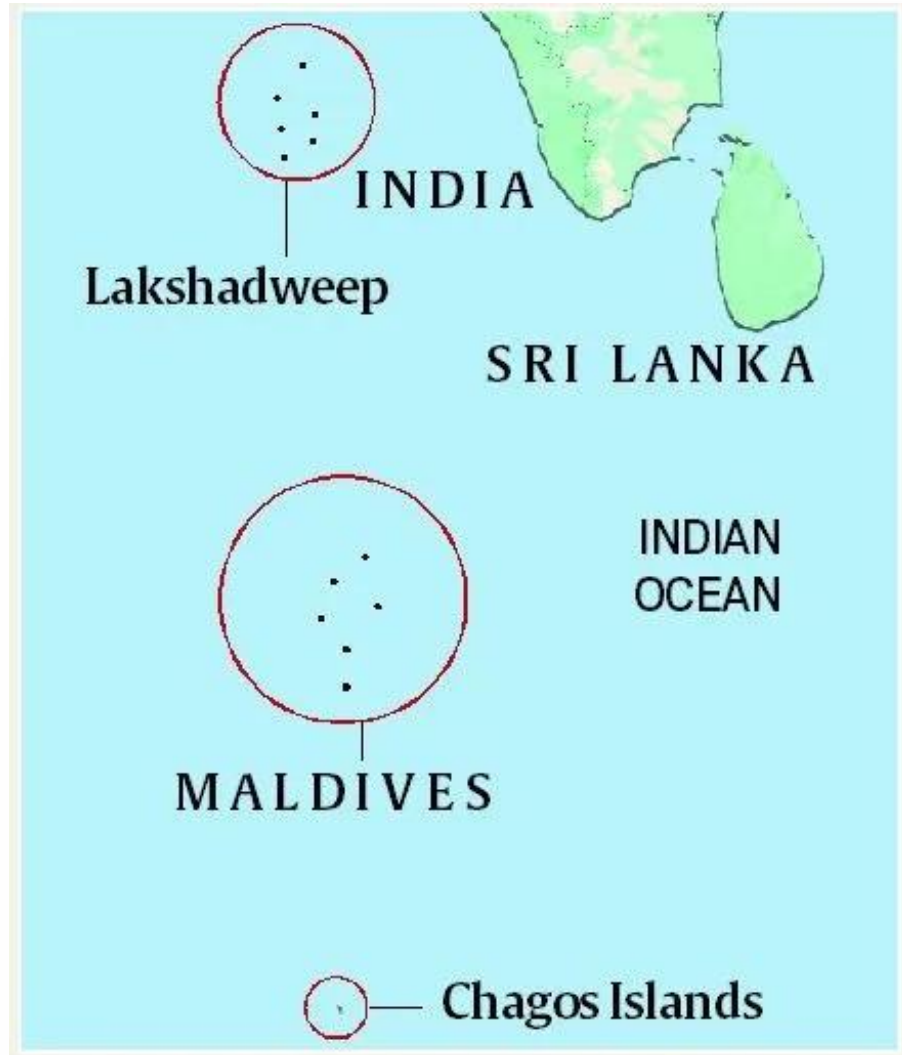 INDIA
Lakshadweep
SRI LANKA
INDIAN
OCEAN
MALDIVES
Chagos Islands